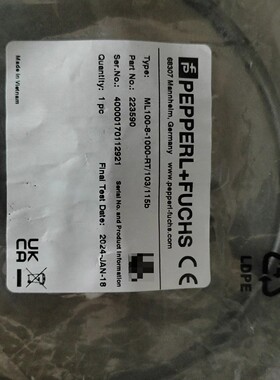 PEPPERL+FUCHS
CE
68307 Mannheim, Germany
www.pepperl-fuchs.com
Type: ML100-8-1000-RT/103/115b
Part No.: 223590
Serial No. and Product Information
Ser.No.: 40000170112921
Quantity: 1 pc
Final Test Date: 2024-JAN-18
Made in Vietnam
UK
CA
LDPE